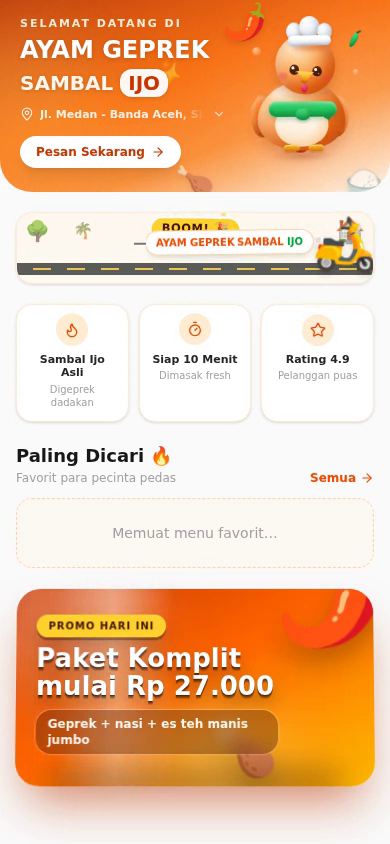 SELAMAT DATANG DI
AYAM GEPREK
SAMBAL IJO
Jl. Medan - Banda Aceh,
Pesan Sekarang
BOOM!
AYAM GEPREK SAMBAL IJO
Sambal Ijo
Asli
Digeprek
dadakan
Siap 10 Menit
Dimasak fresh
Rating 4.9
Pelanggan puas
Paling Dicari
Favorit para pecinta pedas
Semua
Memuat menu favorit...
PROMO HARI INI
Paket Komplit
mulai Rp 27.000
Geprek + nasi + es teh manis
jumbo